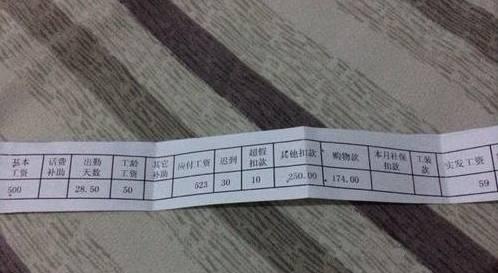 基本工资 话费补助 出勤天数 工龄工资 其它补助 应付工资 迟到 超假扣款 其他扣款 购物款 本月社保扣款 工装款 实发工资
500 28.50 50 523 30 10 250.00 174.00 59